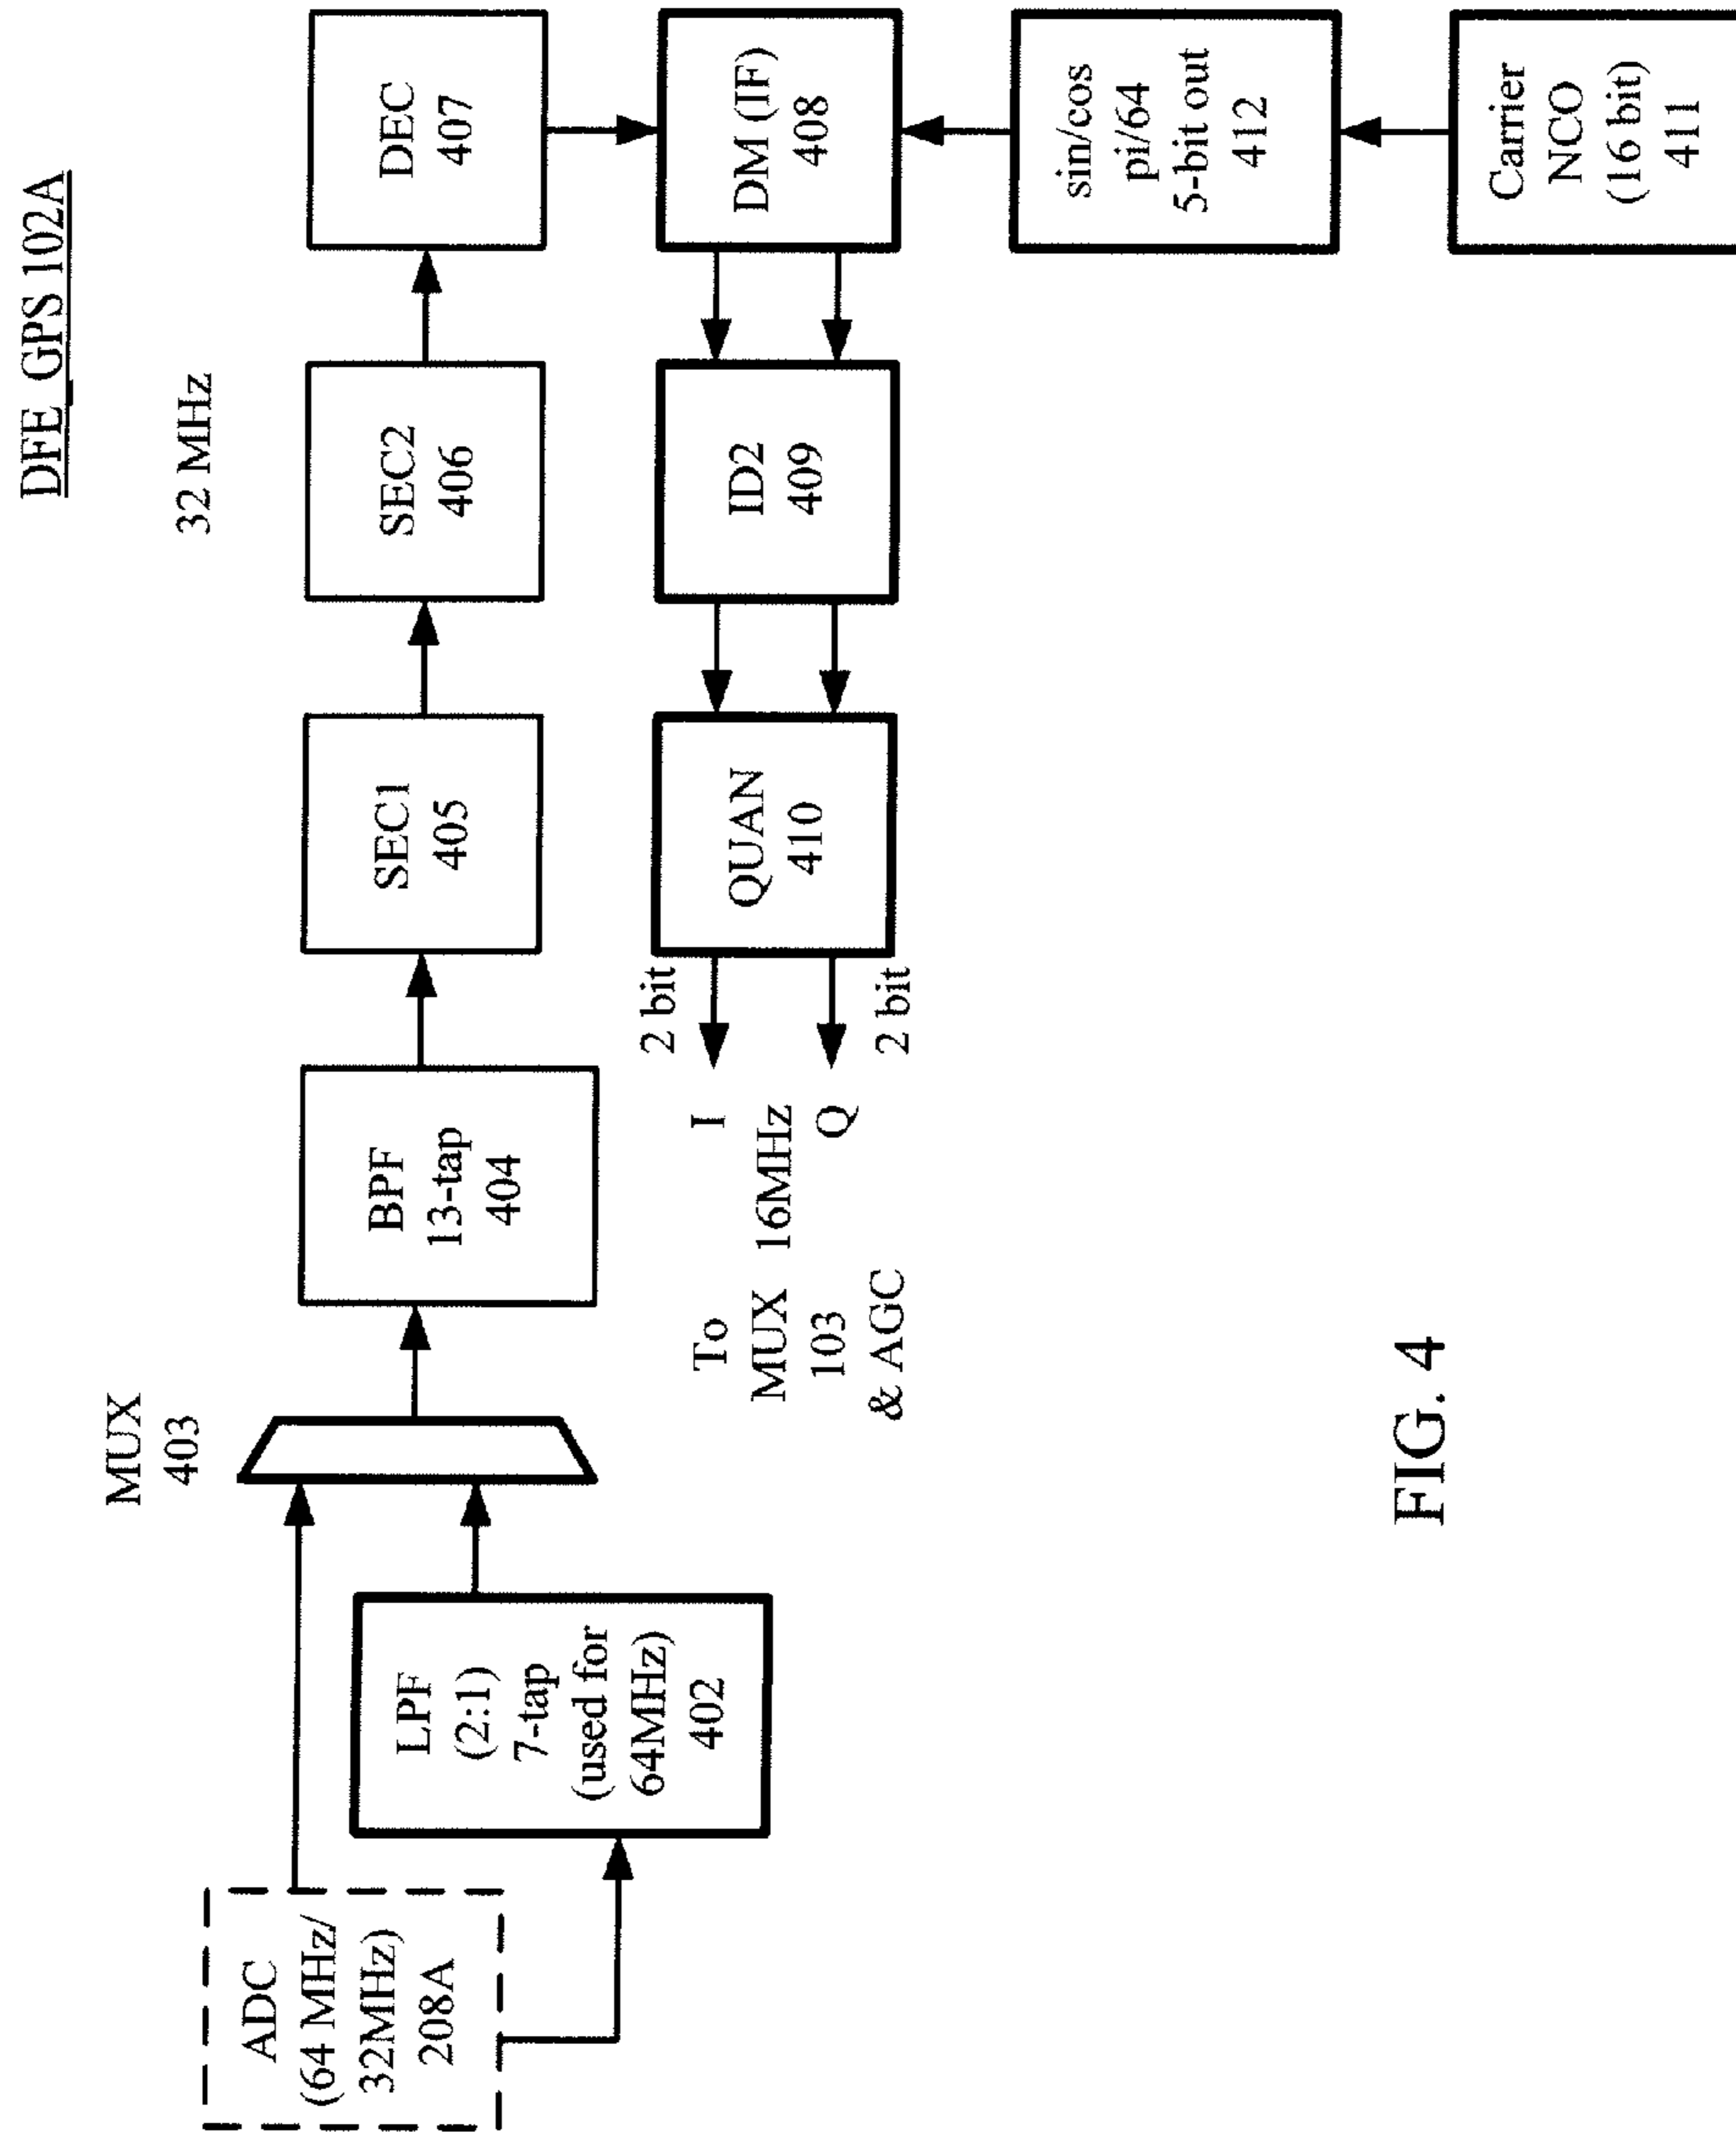 DFE_GPS 102A
32 MHz
MUX
403
ADC
(64 MHz/
32MHz)
208A
LPF
(2:1)
7-tap
(used for
64MHz)
402
BPF
13-tap
404
SEC1
405
SEC2
406
DEC
407
DM (IF)
408
ID2
409
QUAN
410
2 bit
I
16MHz
Q
2 bit
To
MUX
103
& AGC
sin/cos
pi/64
5-bit out
412
Carrier
NCO
(16 bit)
411
FIG. 4